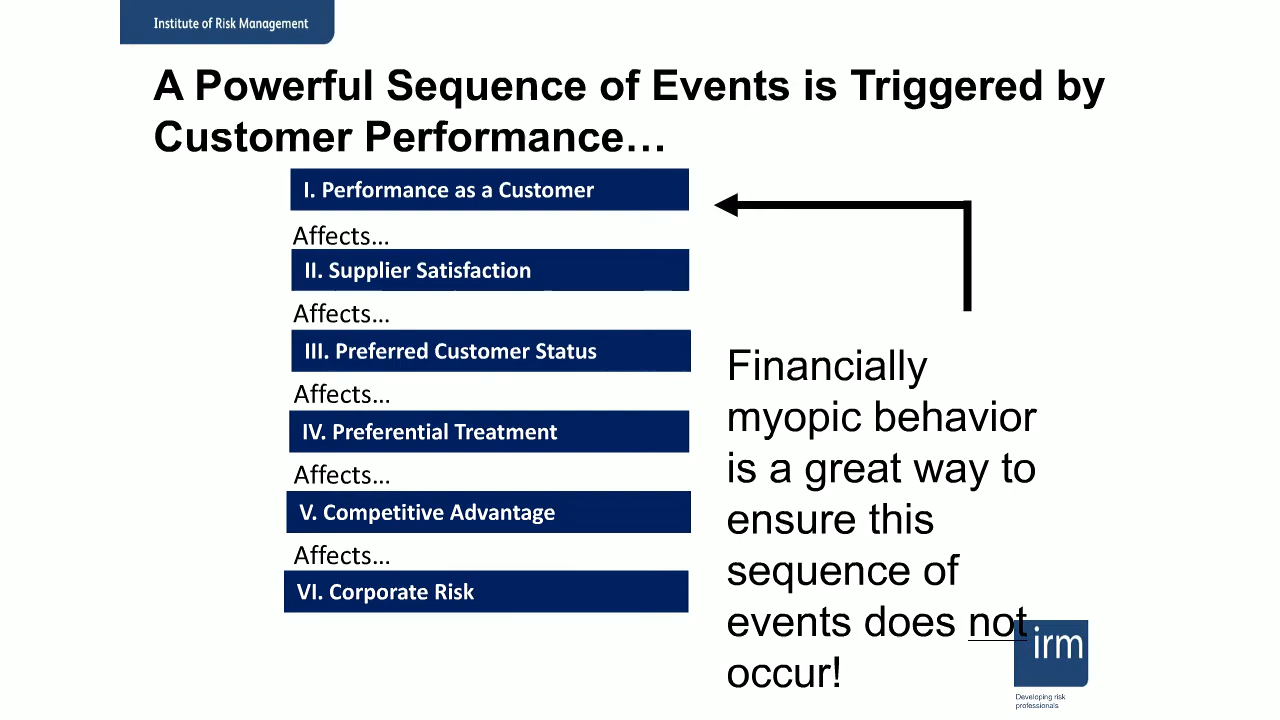 Institute of Risk Management
A Powerful Sequence of Events is Triggered by
Customer Performance…
I. Performance as a Customer
Affects…
II. Supplier Satisfaction
Affects…
III. Preferred Customer Status
Affects…
IV. Preferential Treatment
Affects…
V. Competitive Advantage
Affects…
VI. Corporate Risk
Financially
myopic behavior
is a great way to
ensure this
sequence of
events does not
occur!
irm
Developing risk
professionals